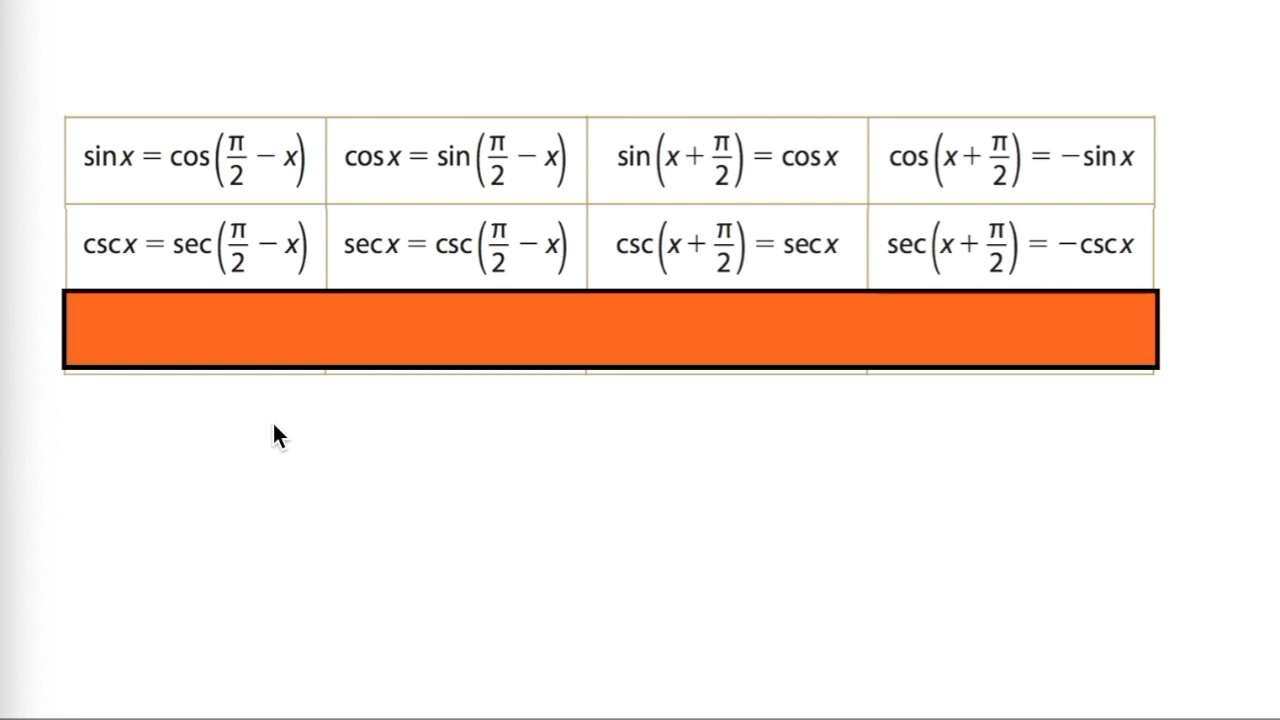 sin x = cos(π/2 − x) cos x = sin(π/2 − x) sin(x + π/2) = cos x cos(x + π/2) = −sin x
csc x = sec(π/2 − x) sec x = csc(π/2 − x) csc(x + π/2) = sec x sec(x + π/2) = −csc x